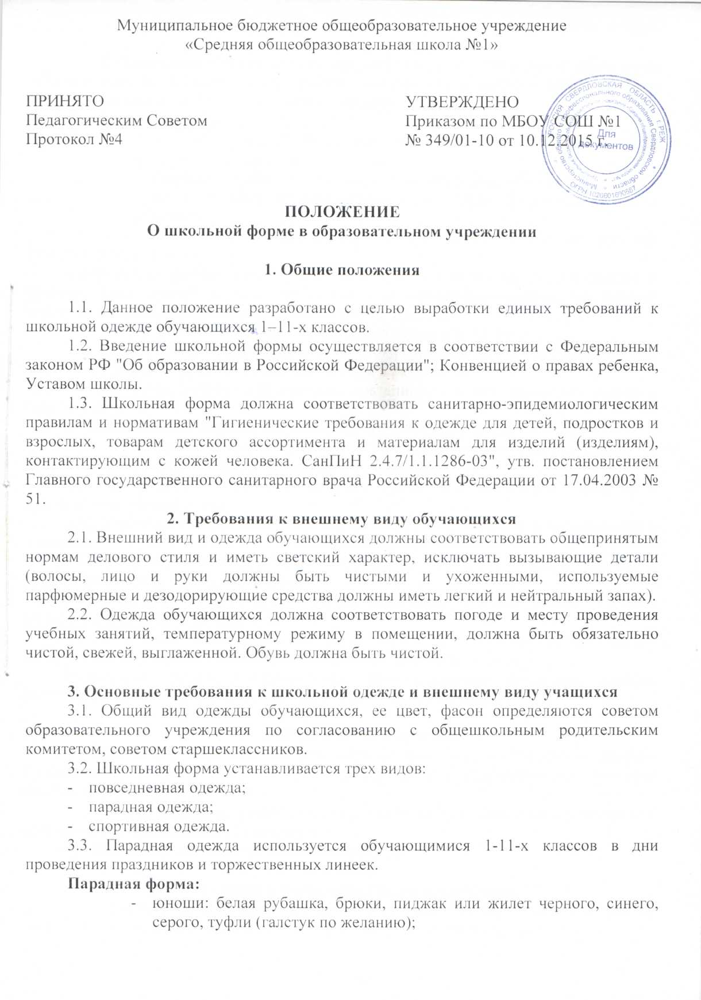 Муниципальное бюджетное общеобразовательное учреждение
«Средняя общеобразовательная школа №1»
ПРИНЯТО
Педагогическим Советом
Протокол №4
УТВЕРЖДЕНО
Приказом по МБОУ СОШ №1
№ 349/01-10 от 10.12.2015 г.
РОССИЯ СВЕРДЛОВСКАЯ ОБЛАСТЬ г.РЕЖ
Министерство общего и профессионального образования Свердловской области
Для
документов
ПОЛОЖЕНИЕ
О школьной форме в образовательном учреждении
1. Общие положения
1.1. Данное положение разработано с целью выработки единых требований к
школьной одежде обучающихся 1–11-х классов.
1.2. Введение школьной формы осуществляется в соответствии с Федеральным
законом РФ "Об образовании в Российской Федерации"; Конвенцией о правах ребенка,
Уставом школы.
1.3. Школьная форма должна соответствовать санитарно-эпидемиологическим
правилам и нормативам "Гигиенические требования к одежде для детей, подростков и
взрослых, товарам детского ассортимента и материалам для изделий (изделиям),
контактирующим с кожей человека. СанПиН 2.4.7/1.1.1286-03", утв. постановлением
Главного государственного санитарного врача Российской Федерации от 17.04.2003 №
51.
2. Требования к внешнему виду обучающихся
2.1. Внешний вид и одежда обучающихся должны соответствовать общепринятым
нормам делового стиля и иметь светский характер, исключать вызывающие детали
(волосы, лицо и руки должны быть чистыми и ухоженными, используемые
парфюмерные и дезодорирующие средства должны иметь легкий и нейтральный запах).
2.2. Одежда обучающихся должна соответствовать погоде и месту проведения
учебных занятий, температурному режиму в помещении, должна быть обязательно
чистой, свежей, выглаженной. Обувь должна быть чистой.
3. Основные требования к школьной одежде и внешнему виду учащихся
3.1. Общий вид одежды обучающихся, ее цвет, фасон определяются советом
образовательного учреждения по согласованию с общешкольным родительским
комитетом, советом старшеклассников.
3.2. Школьная форма устанавливается трех видов:
- повседневная одежда;
- парадная одежда;
- спортивная одежда.
3.3. Парадная одежда используется обучающимися 1-11-х классов в дни
проведения праздников и торжественных линеек.
Парадная форма:
- юноши: белая рубашка, брюки, пиджак или жилет черного, синего,
серого, туфли (галстук по желанию);